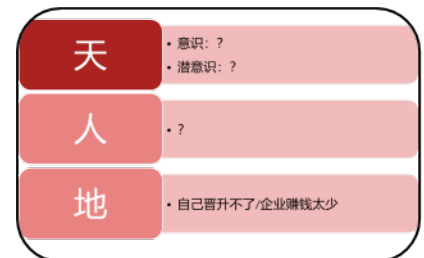 天
• 意识：?
• 潜意识：?
人
• ?
地
• 自己晋升不了/企业赚钱太少